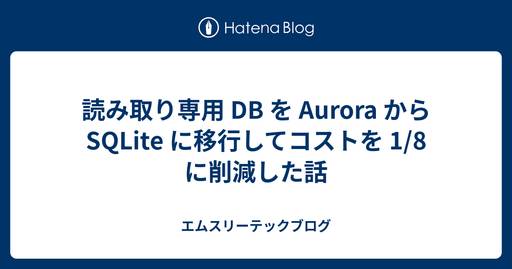 Hatena Blog
読み取り専用 DB を Aurora から
SQLite に移行してコストを 1/8
に削減した話
エムスリーテックブログ